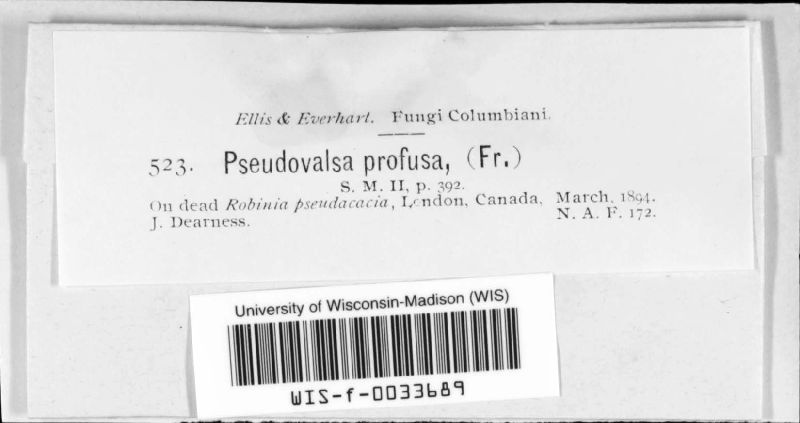 Ellis & Everhart. Fungi Columbiani.
523. Pseudovalsa profusa, (Fr.)
S. M. II, p. 392.
On dead Robinia pseudacacia, London, Canada, March, 1894.
J. Dearness. N. A. F. 172.
University of Wisconsin-Madison (WIS)
WIS-f-0033689